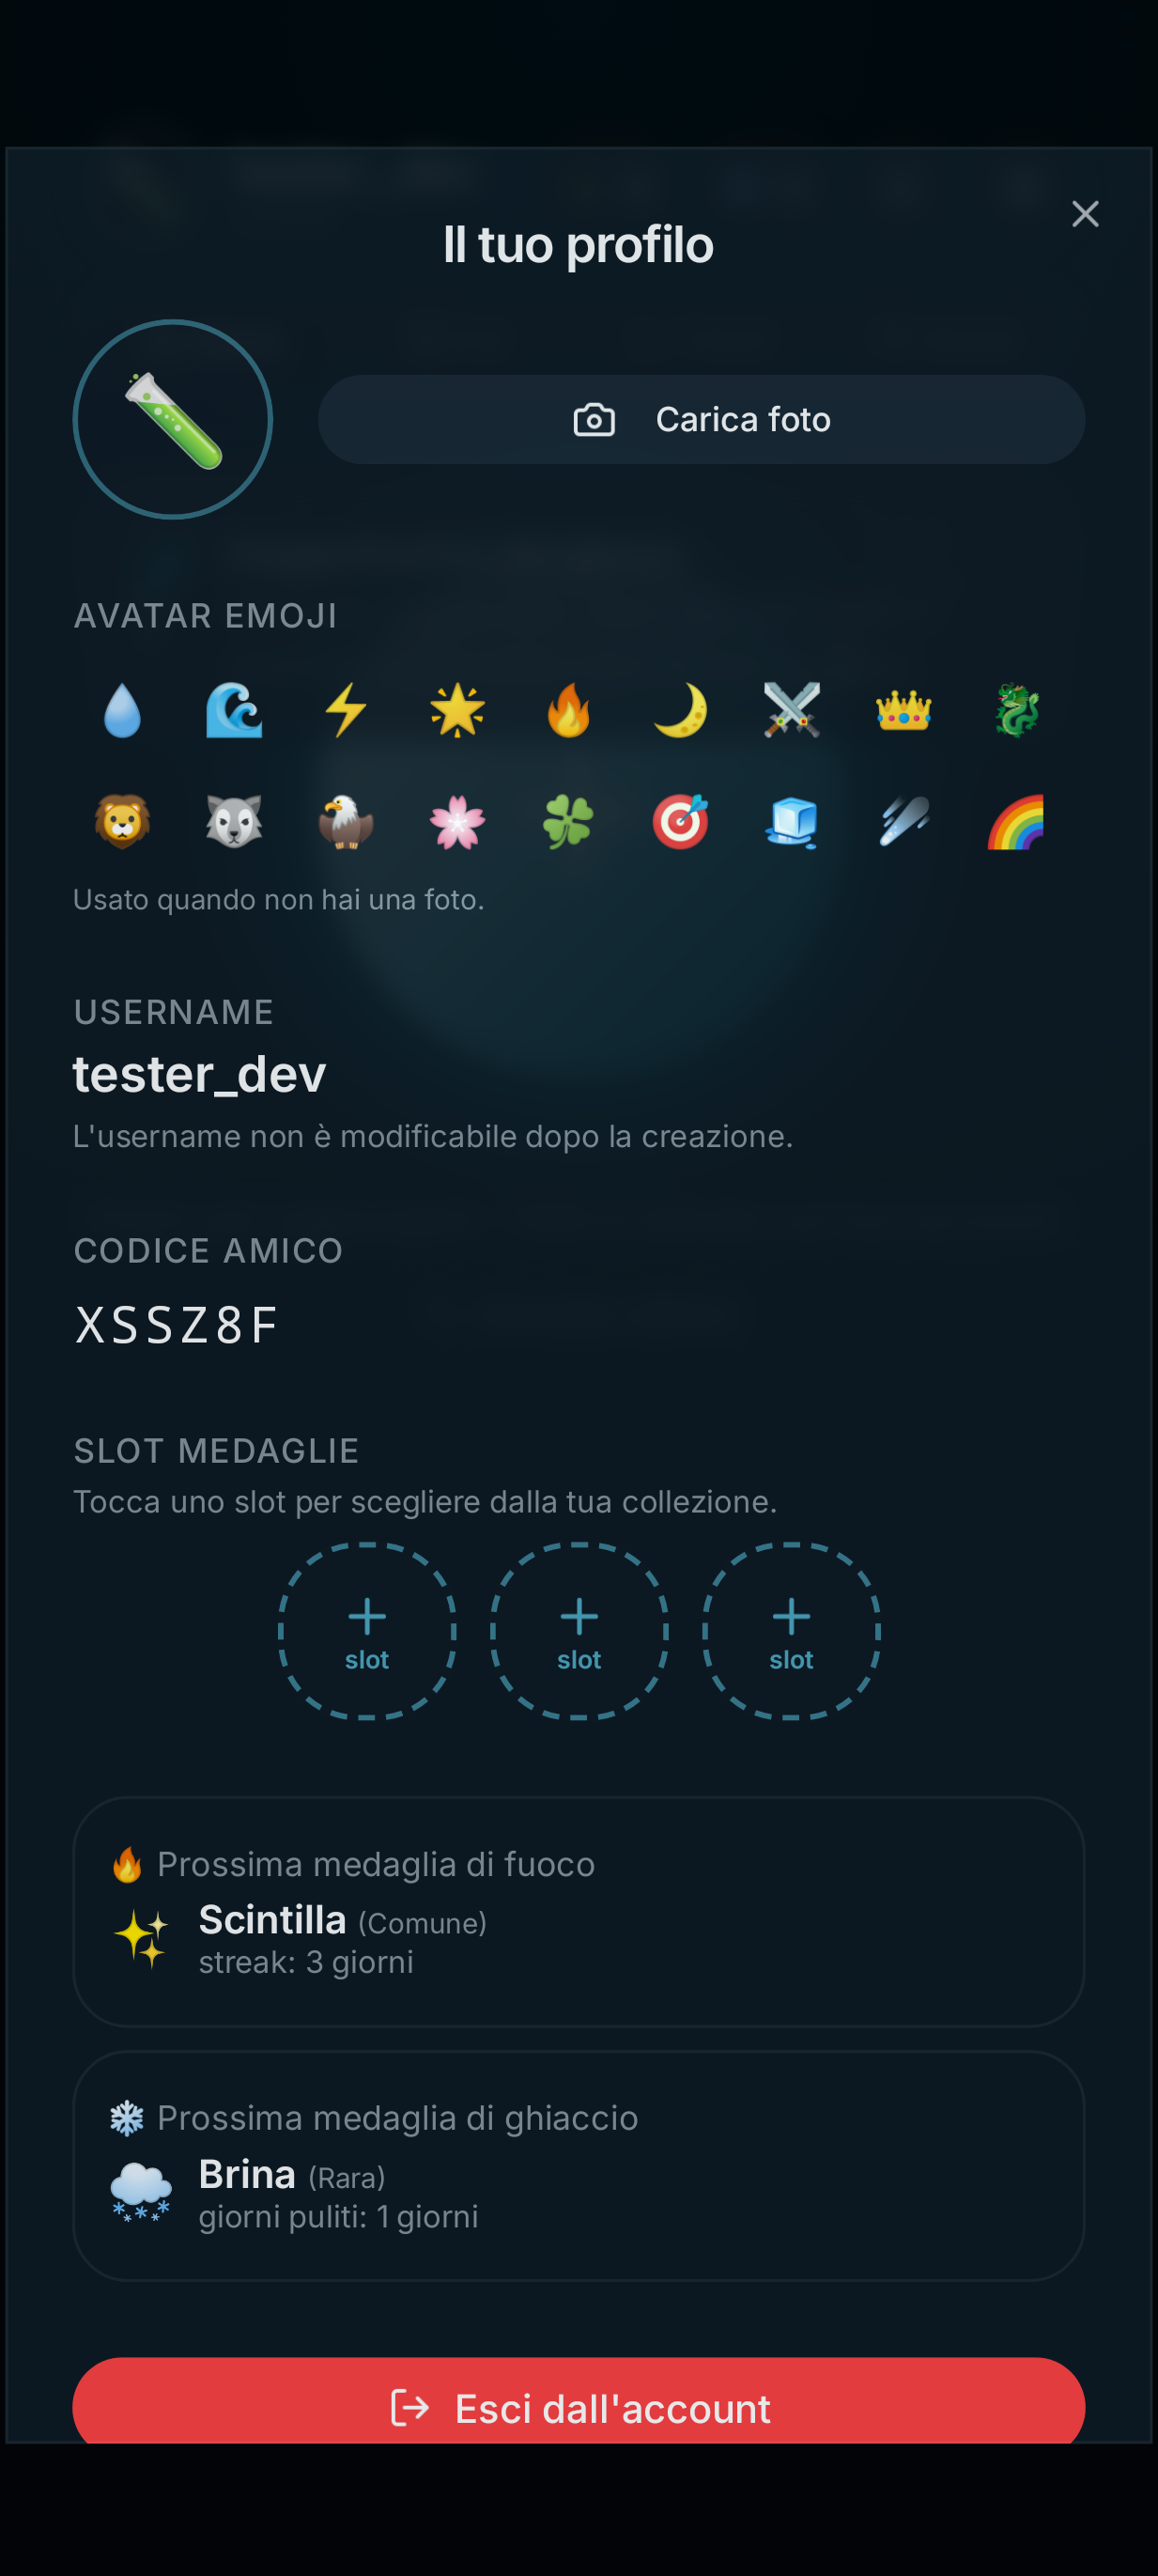 Il tuo profilo
Carica foto
AVATAR EMOJI
Usato quando non hai una foto.
USERNAME
tester_dev
L'username non è modificabile dopo la creazione.
CODICE AMICO
XSSZ8F
SLOT MEDAGLIE
Tocca uno slot per scegliere dalla tua collezione.
slot slot slot
Prossima medaglia di fuoco
Scintilla (Comune)
streak: 3 giorni
Prossima medaglia di ghiaccio
Brina (Rara)
giorni puliti: 1 giorni
Esci dall'account